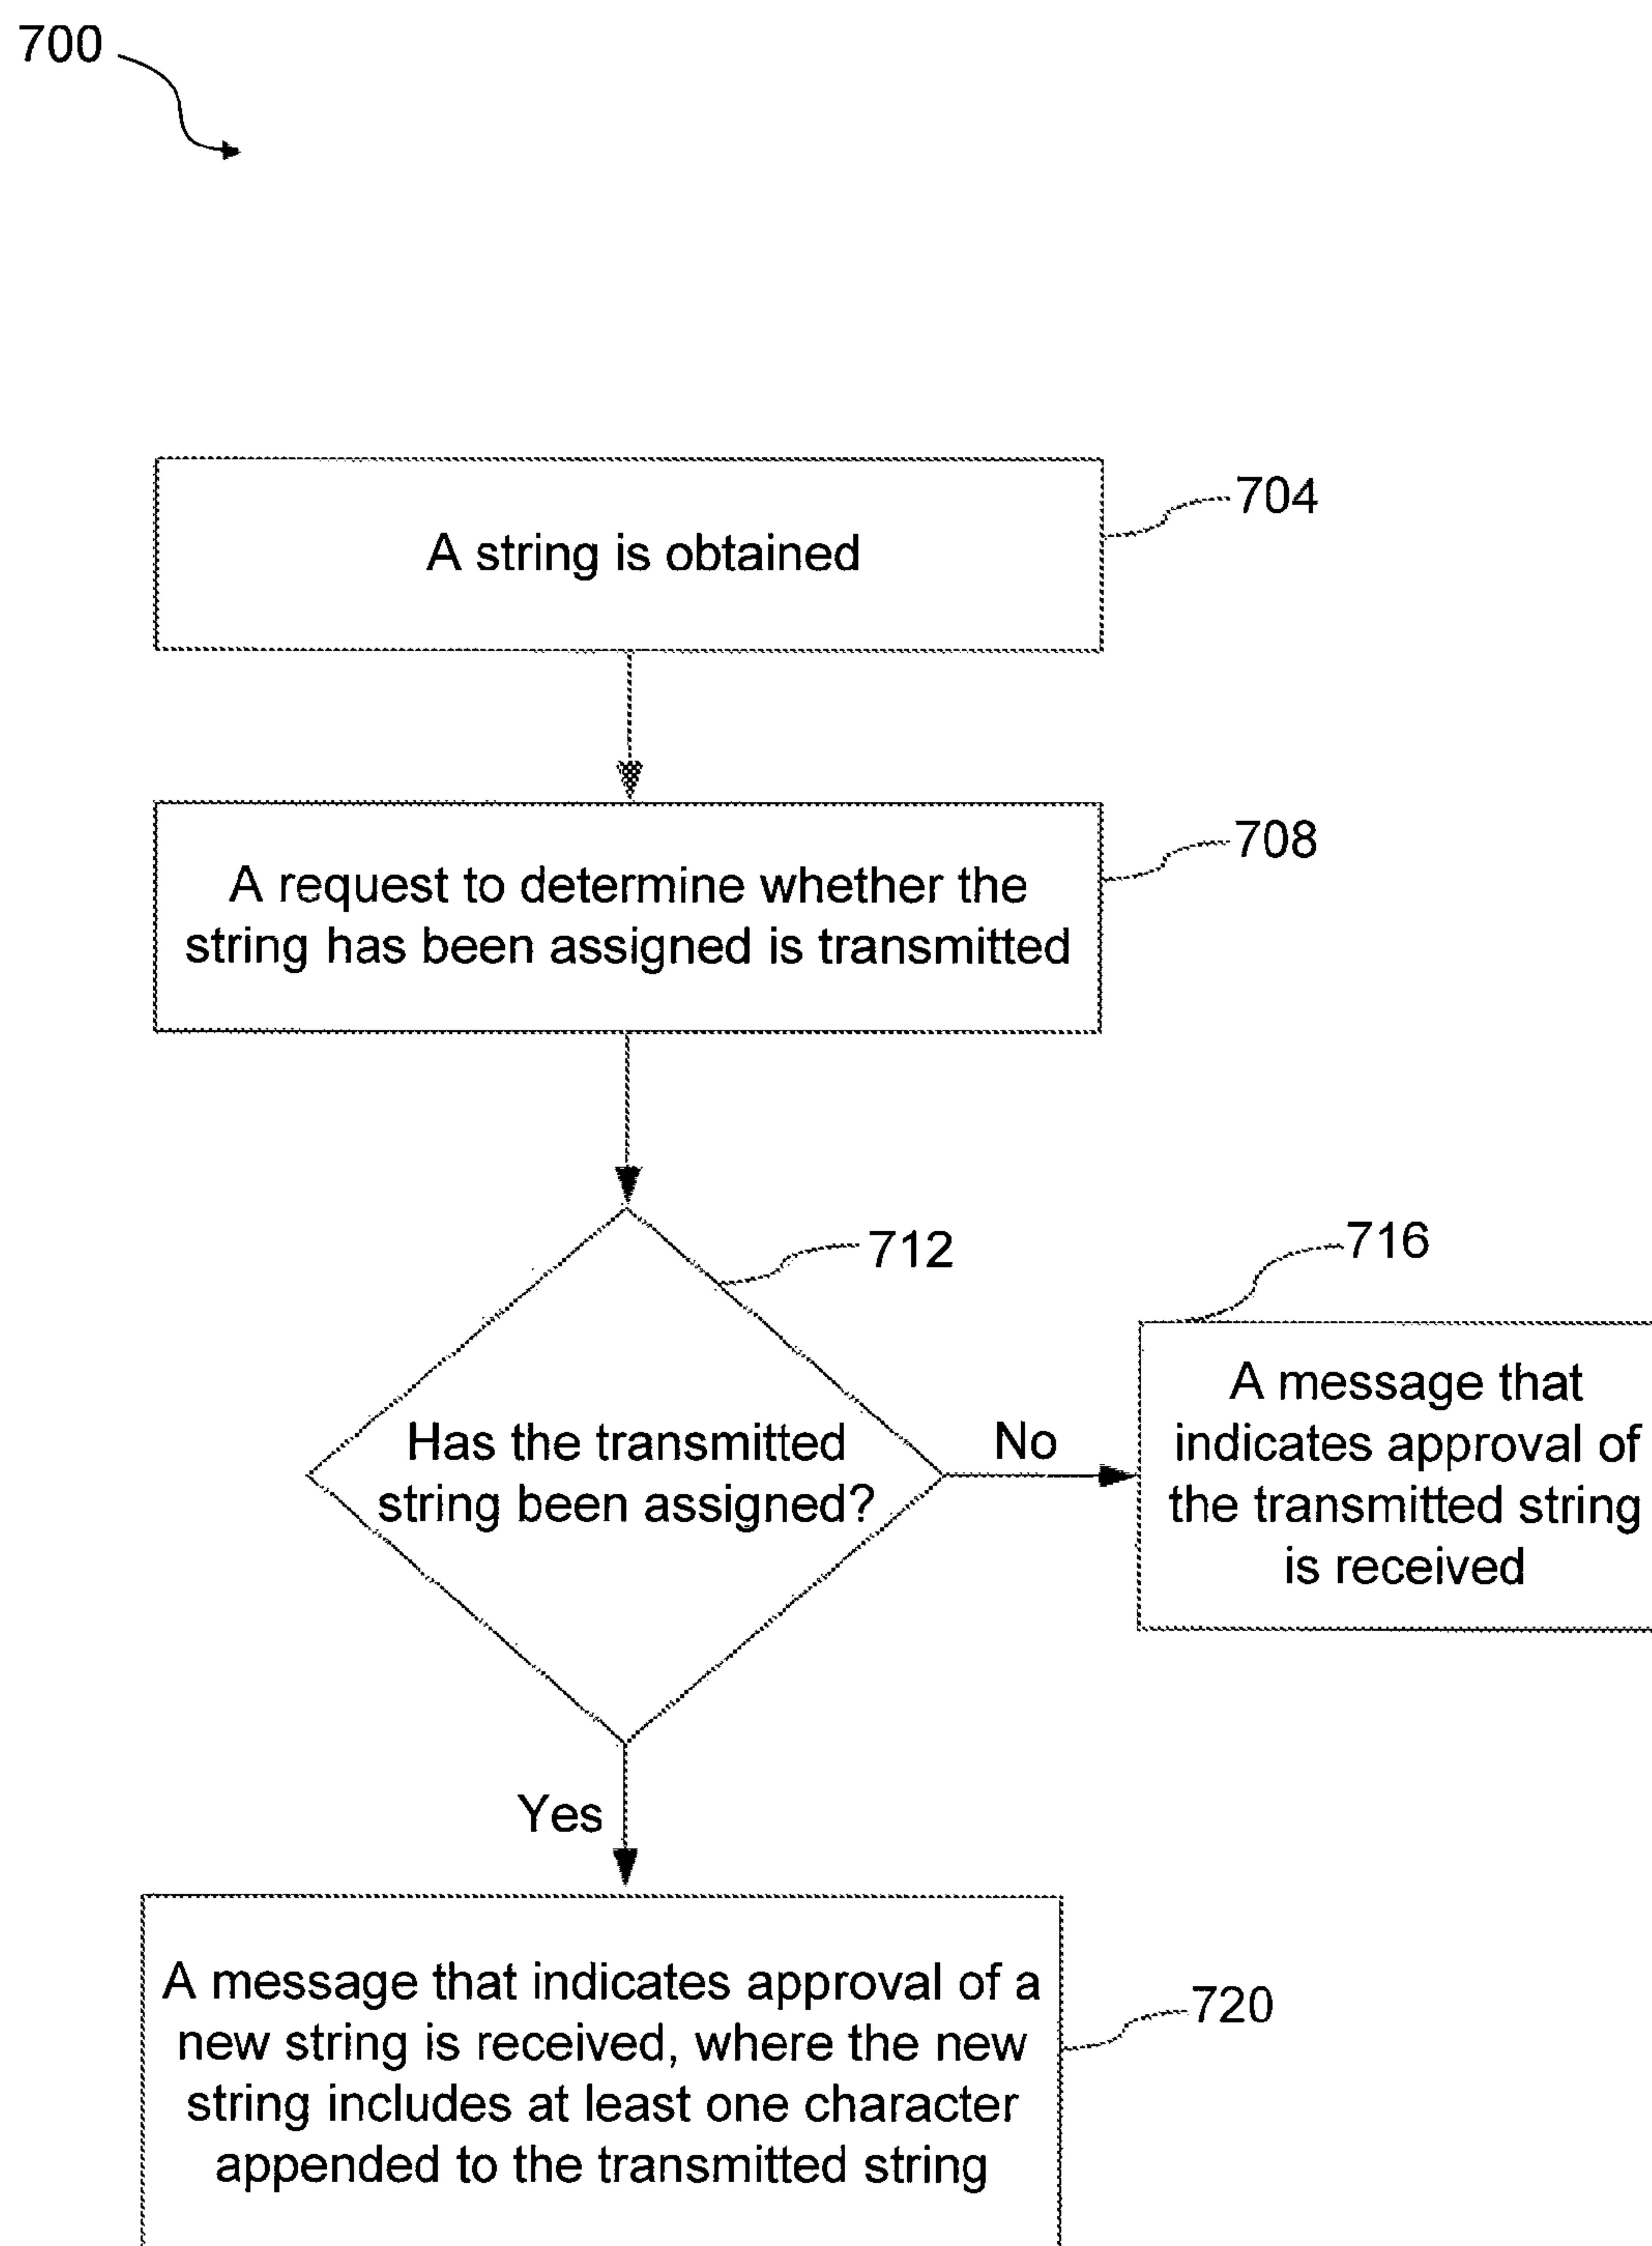 700
A string is obtained
704
A request to determine whether the
string has been assigned is transmitted
708
Has the transmitted
string been assigned?
712
No
716
A message that
indicates approval of
the transmitted string
is received
Yes
A message that indicates approval of a
new string is received, where the new
string includes at least one character
appended to the transmitted string
720